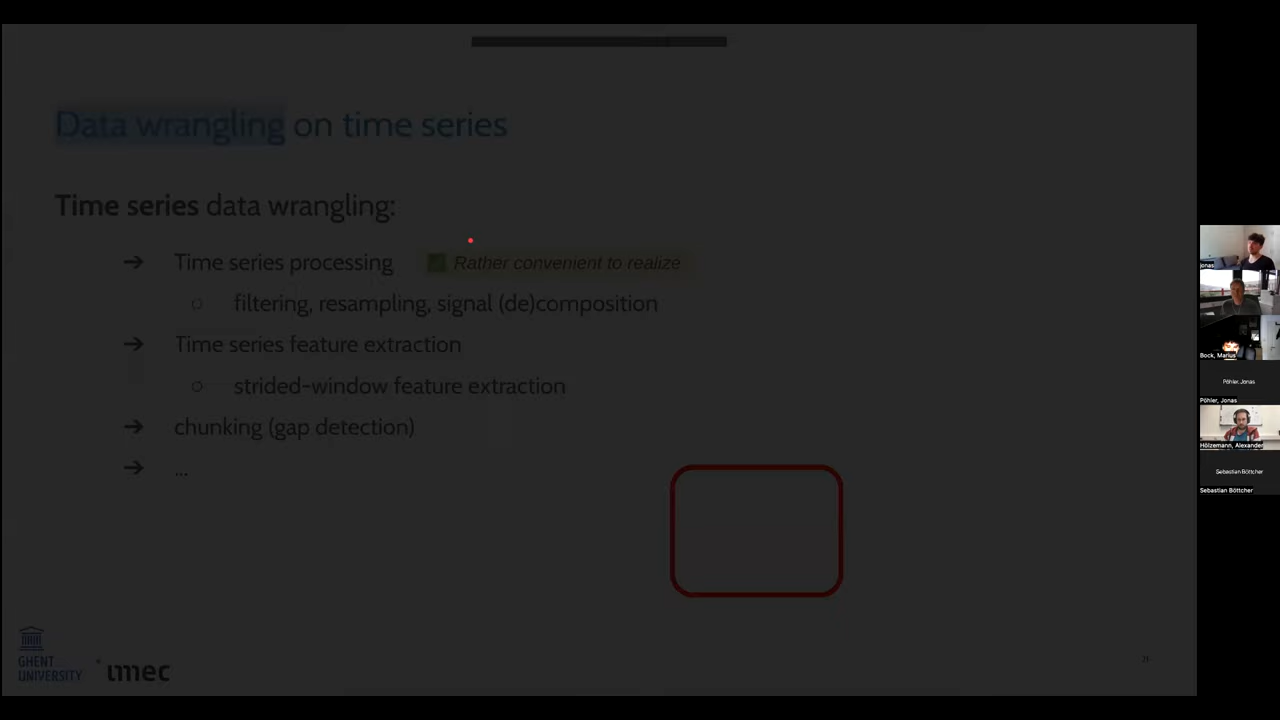 Data wrangling on time series
Time series data wrangling:
➔ Time series processing ✅ Rather convenient to realize
○ filtering, resampling, signal (de)composition
➔ Time series feature extraction
○ strided-window feature extraction
➔ chunking (gap detection)
➔ ...
GHENT
UNIVERSITY
imec
jonas
Bock, Marius
Pöhler, Jonas
Pöhler, Jonas
Hölzemann, Alexander
Sebastian Böttcher
Sebastian Böttcher